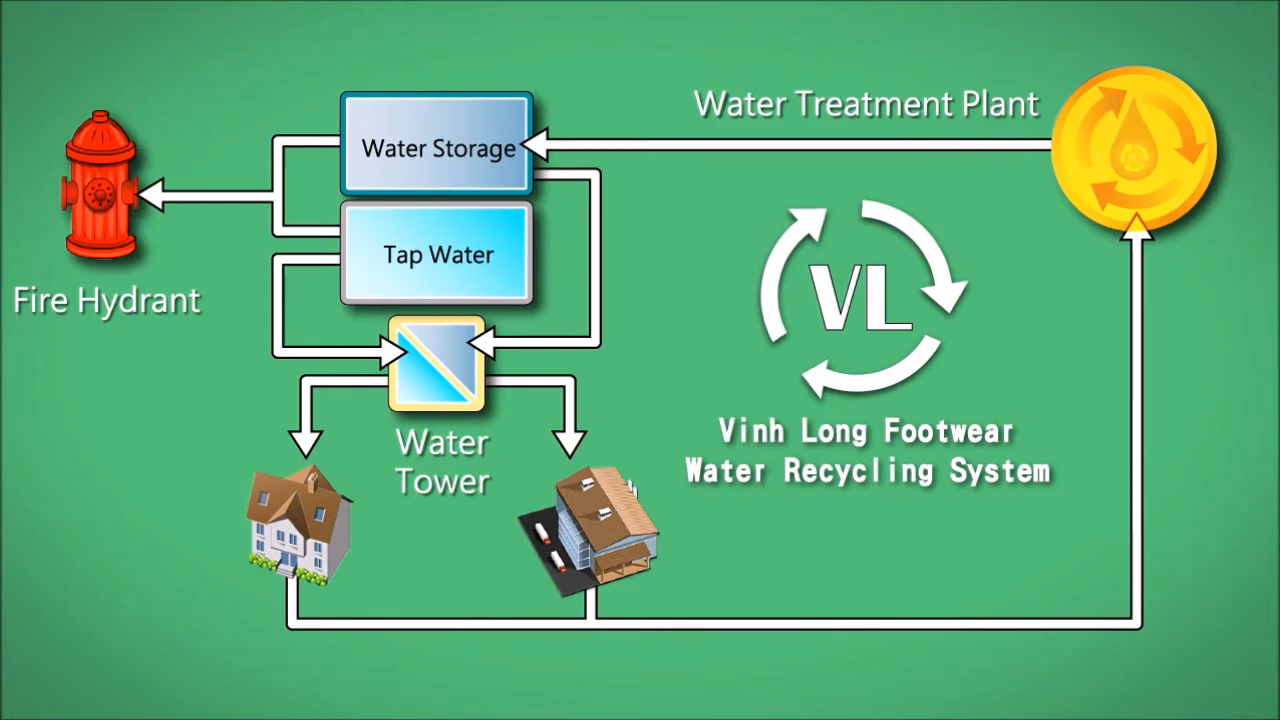 Water Treatment Plant
Water Storage
Tap Water
Fire Hydrant
VL
Vinh Long Footwear
Water Recycling System
Water
Tower